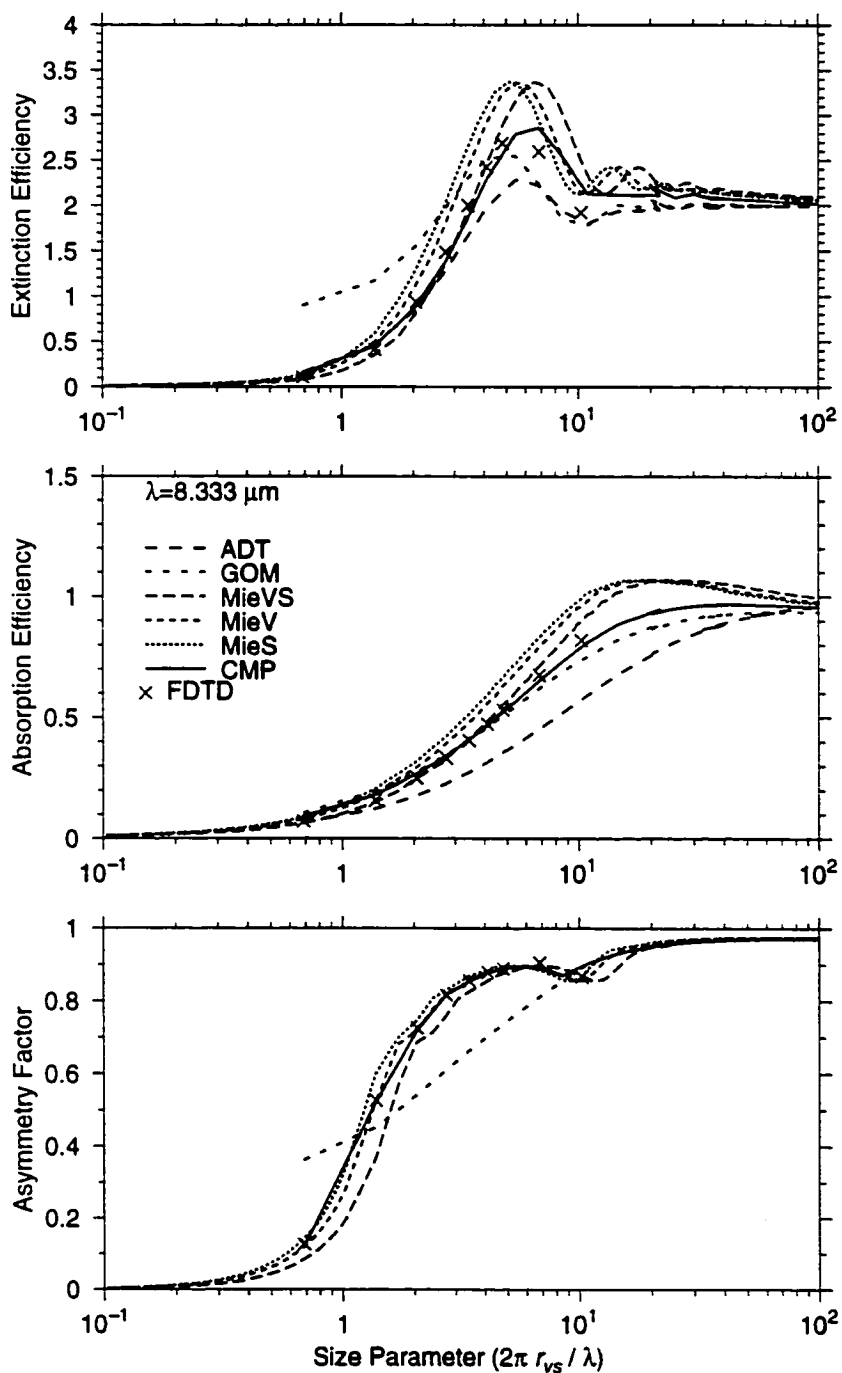 4
3.5
3
2.5
2
1.5
1
0.5
0
Extinction Efficiency
10⁻¹ 1 10¹ 10²
1.5
1
0.5
0
Absorption Efficiency
λ=8.333 μm
ADT
GOM
MieVS
MieV
MieS
CMP
× FDTD
10⁻¹ 1 10¹ 10²
1
0.8
0.6
0.4
0.2
0
Asymmetry Factor
10⁻¹ 1 10¹ 10²
Size Parameter (2π r_vs / λ)